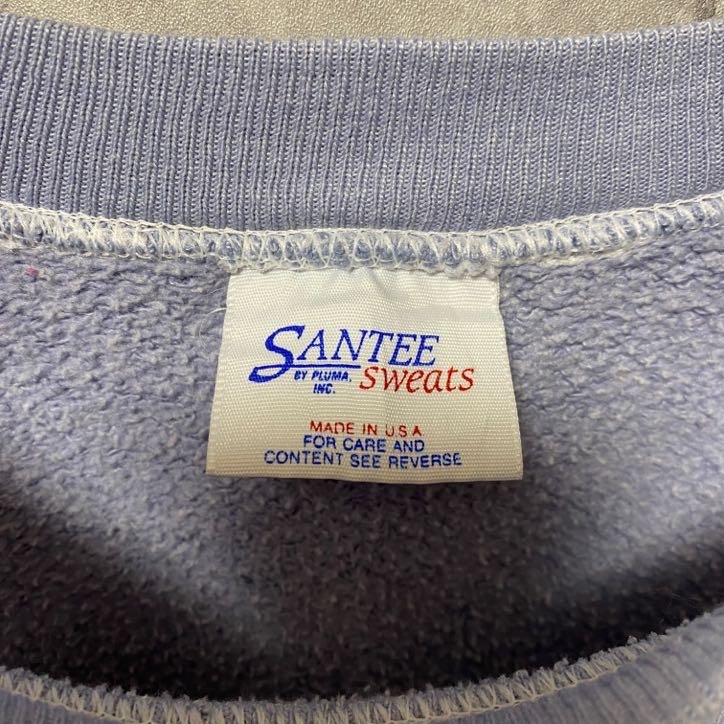 SANTEE
BY PLUMA, sweats
INC.
MADE IN U S A
FOR CARE AND
CONTENT SEE REVERSE